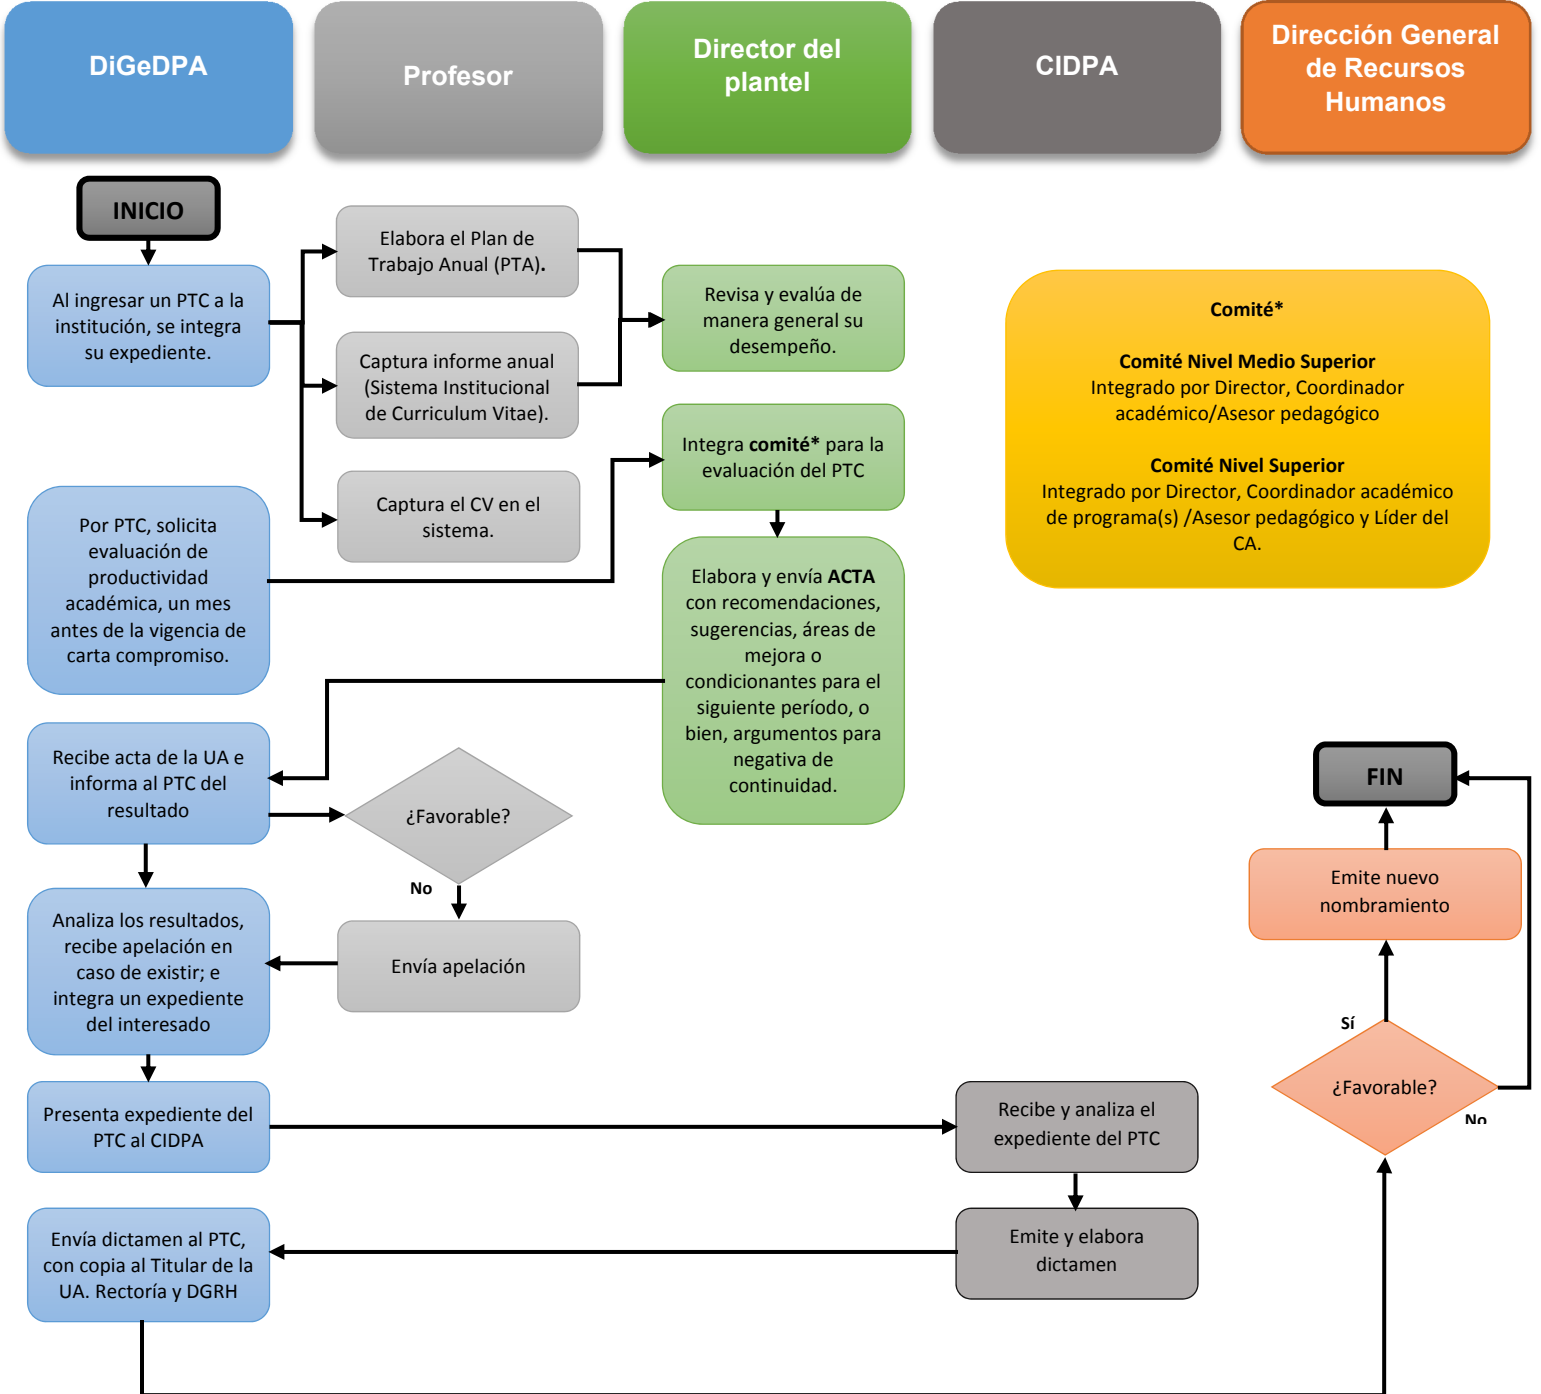 DiGeDPA
Profesor
Director del
plantel
CIDPA
Dirección General
de Recursos
Humanos
INICIO
Al ingresar un PTC a la
institución, se integra
su expediente.
Elabora el Plan de
Trabajo Anual (PTA).
Captura informe anual
(Sistema Institucional
de Curriculum Vitae).
Captura el CV en el
sistema.
Revisa y evalúa de
manera general su
desempeño.
Por PTC, solicita
evaluación de
productividad
académica, un mes
antes de la vigencia de
carta compromiso.
Integra comité* para la
evaluación del PTC
Elabora y envía ACTA
con recomendaciones,
sugerencias, áreas de
mejora o
condicionantes para el
siguiente período, o
bien, argumentos para
negativa de
continuidad.
Comité*
Comité Nivel Medio Superior
Integrado por Director, Coordinador
académico/Asesor pedagógico
Comité Nivel Superior
Integrado por Director, Coordinador académico
de programa(s) /Asesor pedagógico y Líder del
CA.
Recibe acta de la UA e
informa al PTC del
resultado
¿Favorable?
No
Envía apelación
Analiza los resultados,
recibe apelación en
caso de existir; e
integra un expediente
del interesado
Presenta expediente del
PTC al CIDPA
Recibe y analiza el
expediente del PTC
Emite y elabora
dictamen
Envía dictamen al PTC,
con copia al Titular de la
UA. Rectoría y DGRH
FIN
Emite nuevo
nombramiento
Sí
¿Favorable?
No